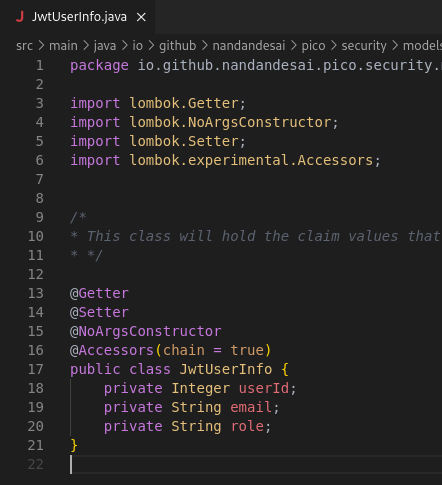 J JwtUserInfo.java ×
src > main > java > io > github > nandandesai > pico > security > models
1 package io.github.nandandesai.pico.security.
2
3 import lombok.Getter;
4 import lombok.NoArgsConstructor;
5 import lombok.Setter;
6 import lombok.experimental.Accessors;
7
8
9 /*
10 * This class will hold the claim values that
11 * */
12
13 @Getter
14 @Setter
15 @NoArgsConstructor
16 @Accessors(chain = true)
17 public class JwtUserInfo {
18 private Integer userId;
19 private String email;
20 private String role;
21 }
22